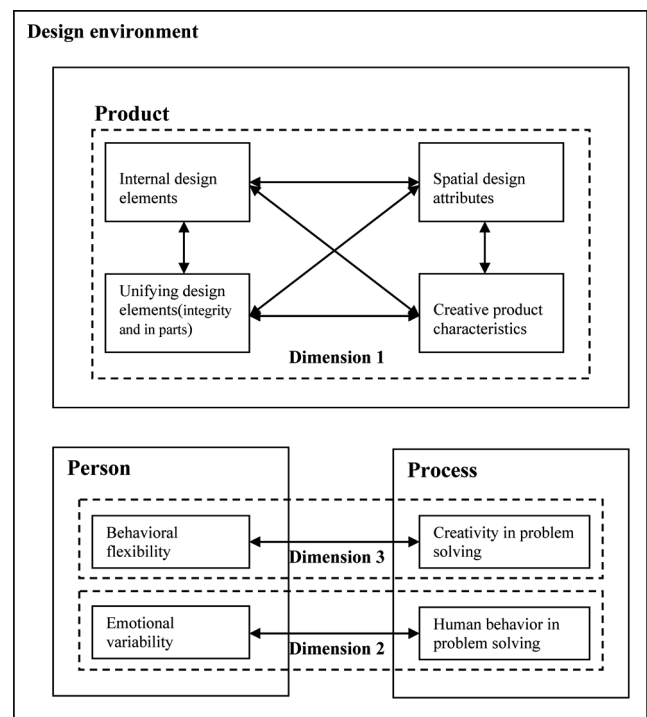 Design environment
Product
Internal design
elements
Spatial design
attributes
Unifying design
elements(integrity
and in parts)
Creative product
characteristics
Dimension 1
Person
Process
Behavioral
flexibility
Creativity in problem
solving
Dimension 3
Emotional
variability
Human behavior in
problem solving
Dimension 2